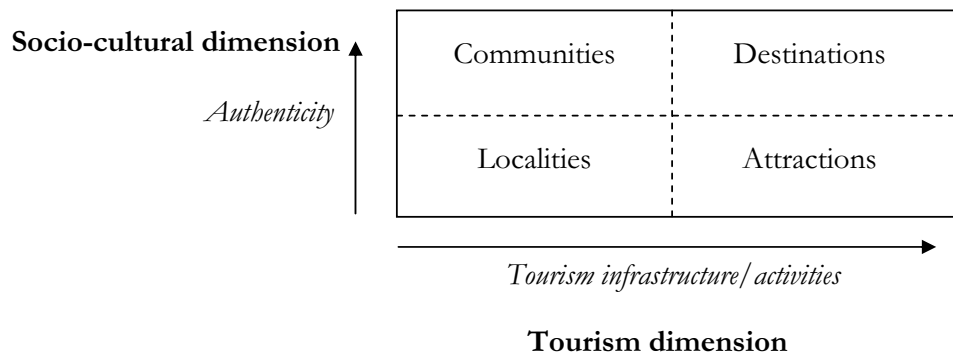 Socio-cultural dimension
Communities Destinations
Authenticity
Localities Attractions
Tourism infrastructure/activities
Tourism dimension